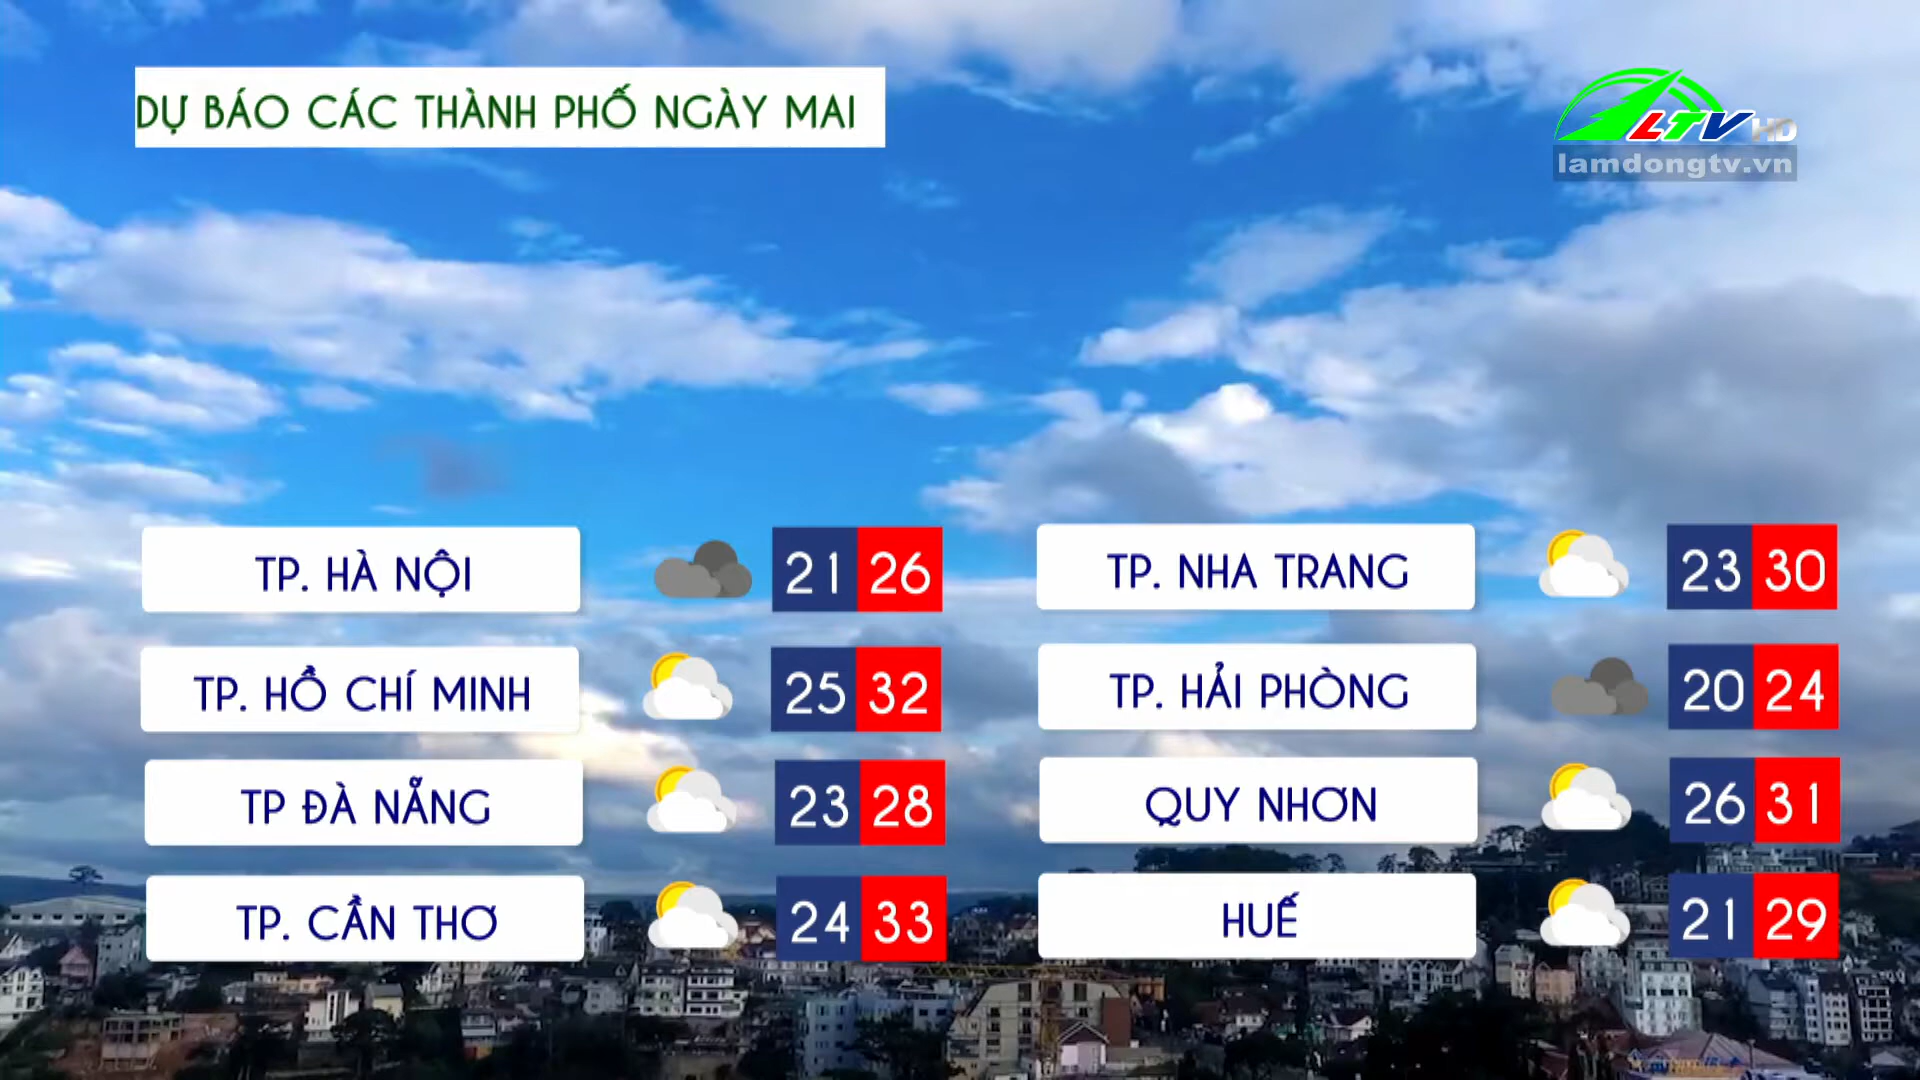 DỰ BÁO CÁC THÀNH PHỐ NGÀY MAI
LTV HD
lamdongtv.vn
TP. HÀ NỘI 21 26
TP. HỒ CHÍ MINH 25 32
TP ĐÀ NẴNG 23 28
TP. CẦN THƠ 24 33
TP. NHA TRANG 23 30
TP. HẢI PHÒNG 20 24
QUY NHƠN 26 31
HUẾ 21 29